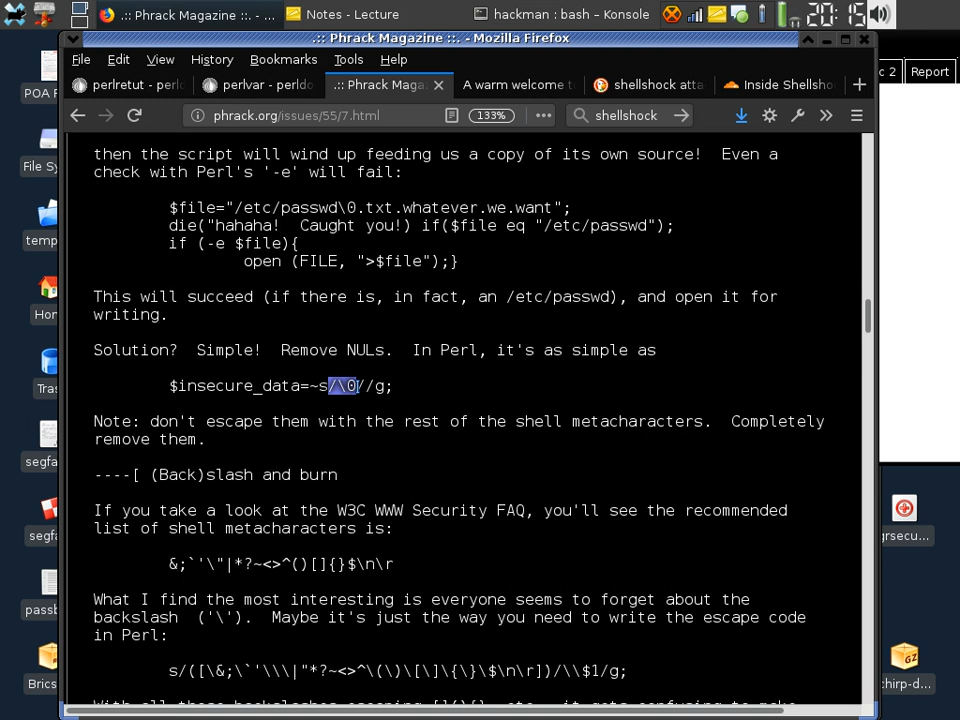 .:: Phrack Magazine ::. - ...
Notes - Lecture
hackman : bash – Konsole
4
20:15
.:: Phrack Magazine ::. - Mozilla Firefox
File Edit View History Bookmarks Tools Help
perlretut - perl
perlvar - perldo
.:: Phrack Maga
A warm welcome t
shellshock atta
Inside Shellsho
phrack.org/issues/55/7.html
133%
shellshock
c 2
Report
POA F
File Sy
temp
Hor
Tras
segfa
segfa
passb
Brics
grsecu...
chirp-d...
then the script will wind up feeding us a copy of its own source!  Even a
check with Perl's '-e' will fail:
$file="/etc/passwd\0.txt.whatever.we.want";
die("hahaha!  Caught you!) if($file eq "/etc/passwd");
if (-e $file){
open (FILE, ">$file");}
This will succeed (if there is, in fact, an /etc/passwd), and open it for
writing.
Solution?  Simple!  Remove NULs.  In Perl, it's as simple as
$insecure_data=~s/\0//g;
Note: don't escape them with the rest of the shell metacharacters.  Completely
remove them.
----[ (Back)slash and burn
If you take a look at the W3C WWW Security FAQ, you'll see the recommended
list of shell metacharacters is:
&;`'\"|*?~<>^()[]{}$\n\r
What I find the most interesting is everyone seems to forget about the
backslash  ('\').  Maybe it's just the way you need to write the escape code
in Perl:
s/([\&;\`'\\\|"*?~<>^\(\)\[\]\{\}\$\n\r])/\\$1/g;